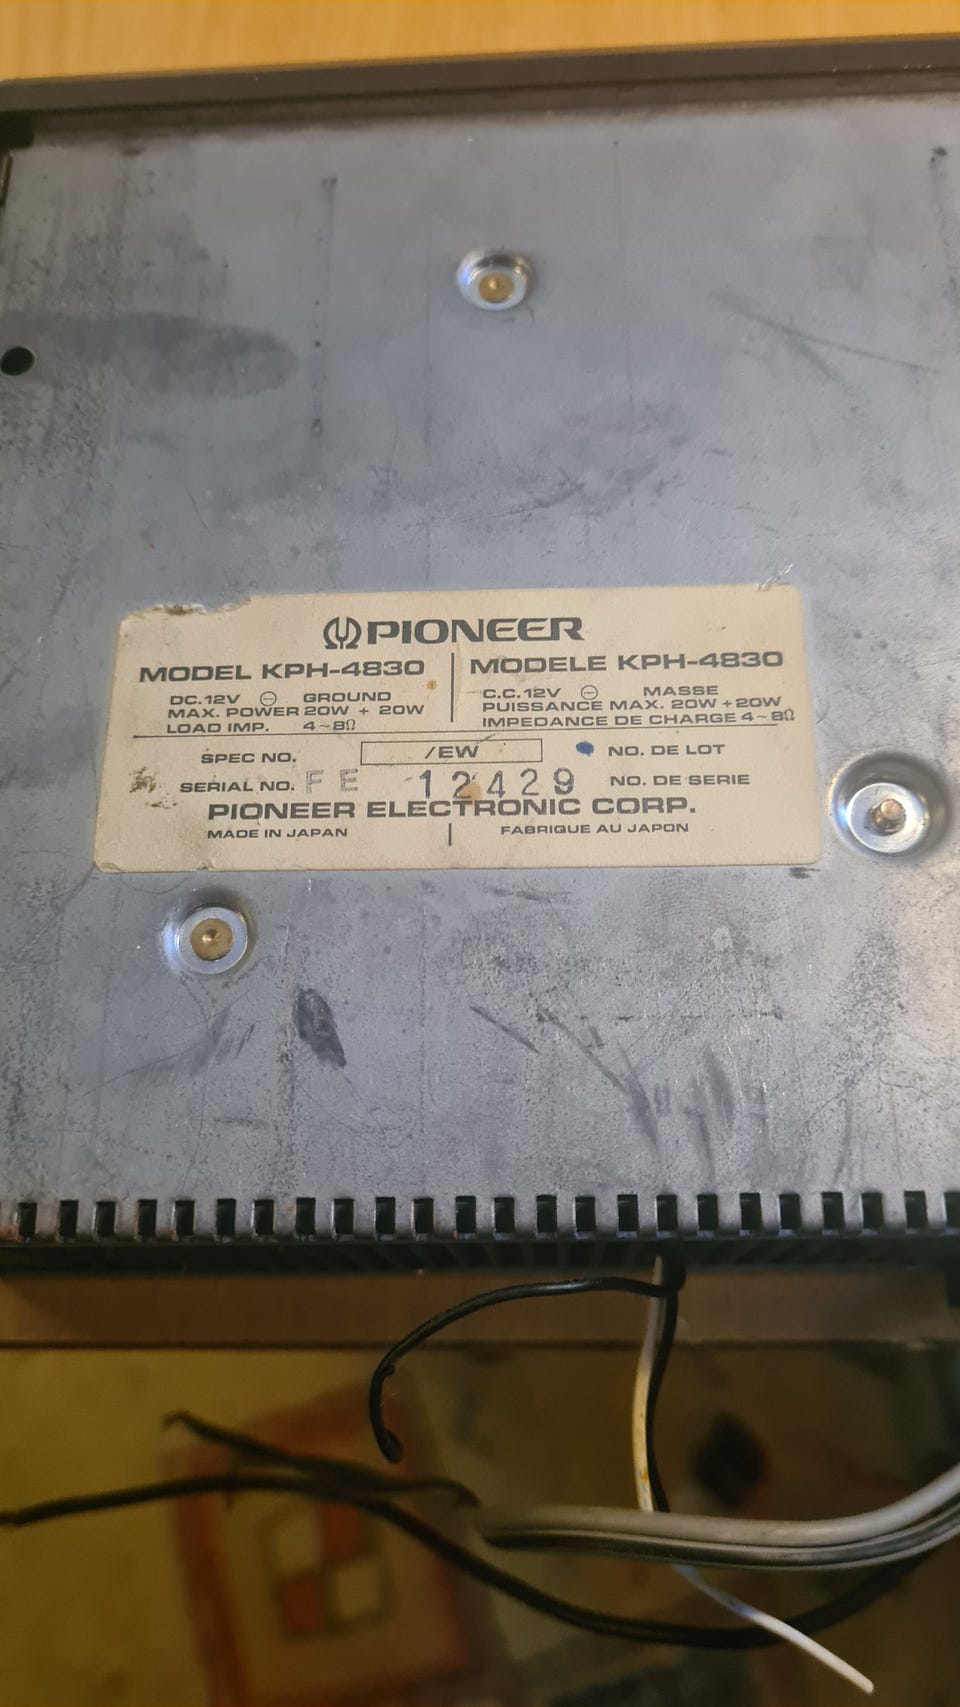 PIONEER
MODEL KPH-4830
DC.12V ⊖ GROUND
MAX. POWER 20W + 20W
LOAD IMP. 4~8Ω
MODELE KPH-4830
C.C.12V ⊖ MASSE
PUISSANCE MAX. 20W+20W
IMPEDANCE DE CHARGE 4~8Ω
SPEC NO. /EW NO. DE LOT
SERIAL NO. FE 12429 NO. DE SERIE
PIONEER ELECTRONIC CORP.
MADE IN JAPAN FABRIQUE AU JAPON